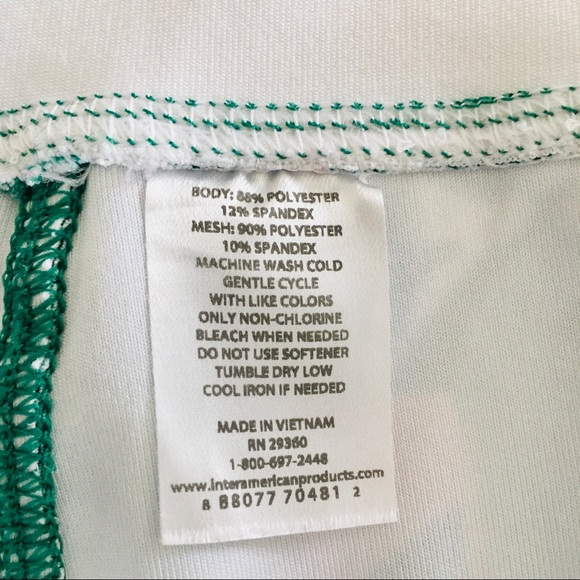 BODY: 88% POLYESTER
12% SPANDEX
MESH: 90% POLYESTER
10% SPANDEX
MACHINE WASH COLD
GENTLE CYCLE
WITH LIKE COLORS
ONLY NON-CHLORINE
BLEACH WHEN NEEDED
DO NOT USE SOFTENER
TUMBLE DRY LOW
COOL IRON IF NEEDED
MADE IN VIETNAM
RN 29360
1-800-697-2448
www.interamericanproducts.com
8 88077 70481 2